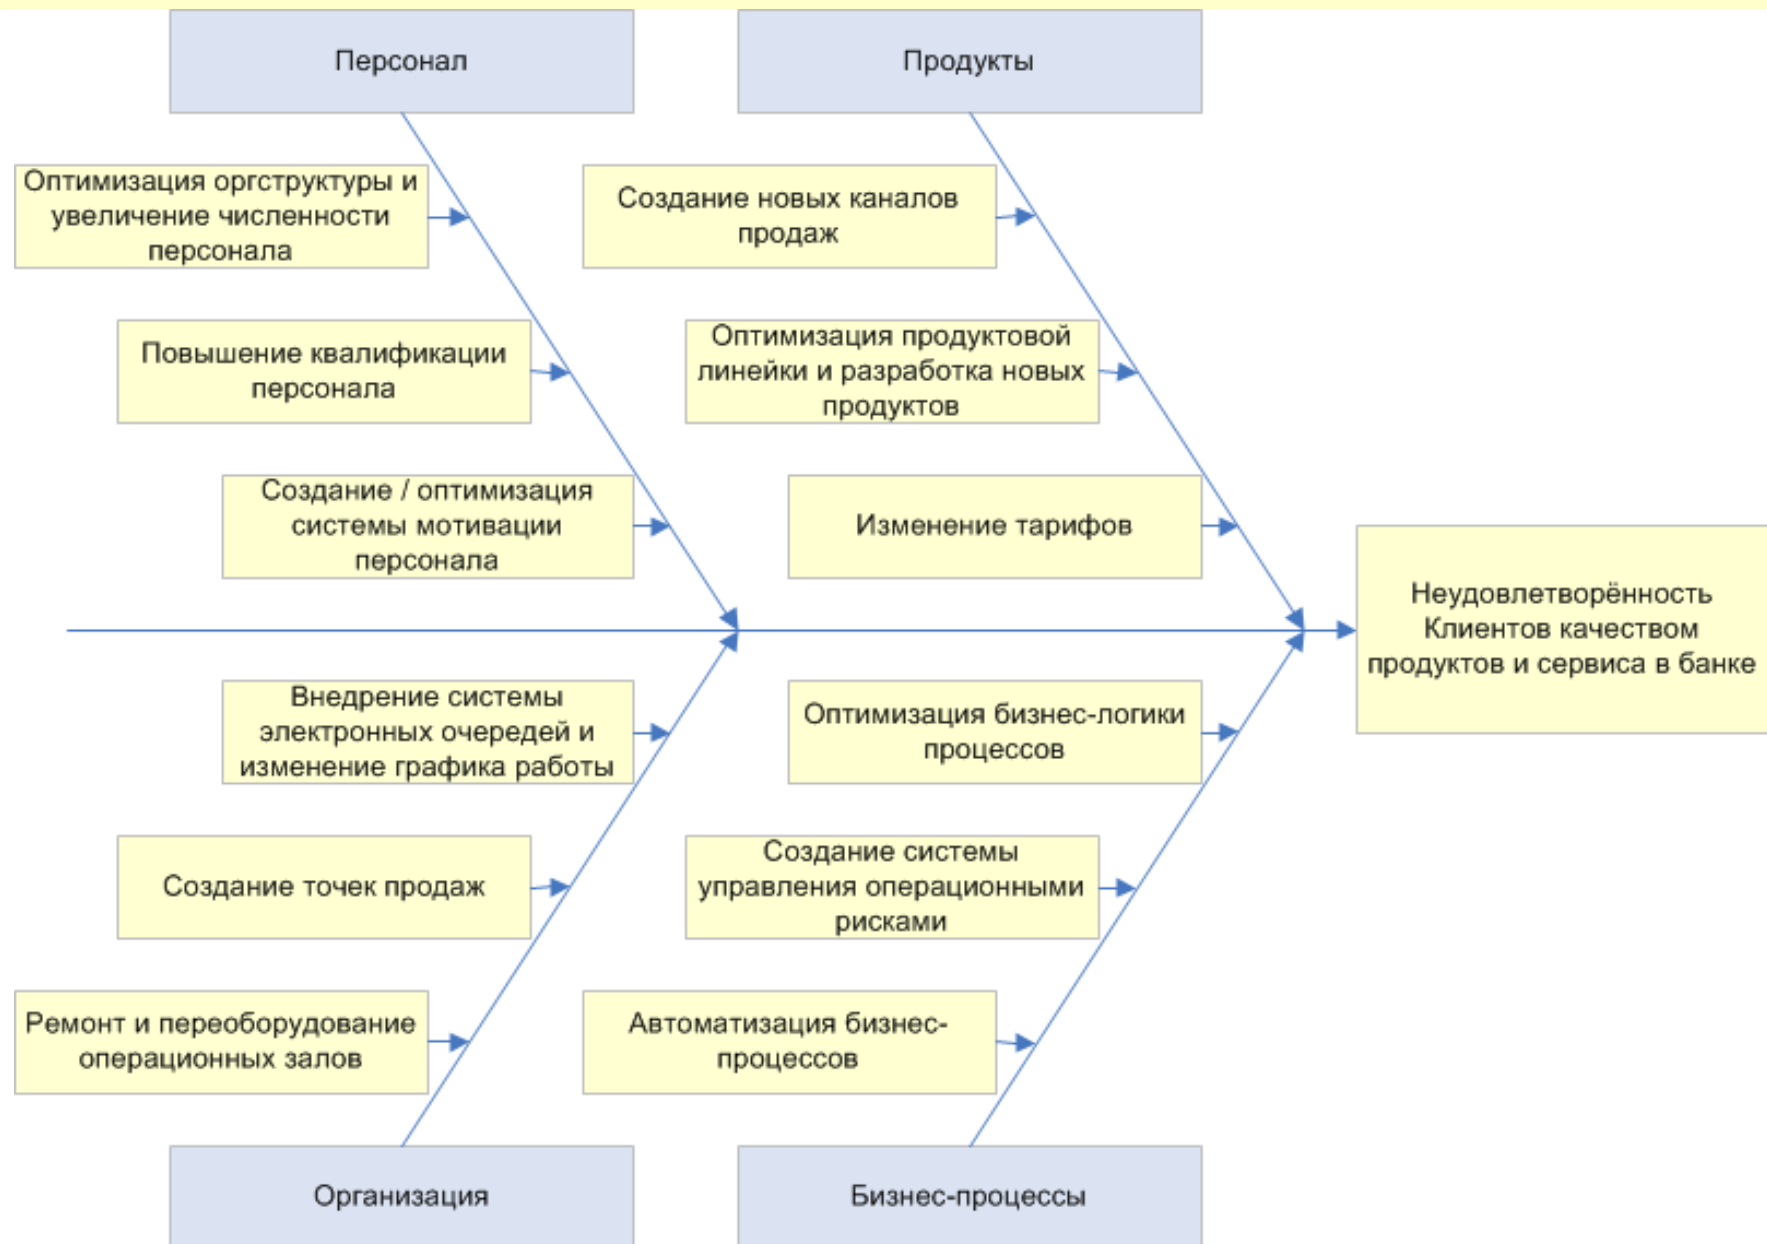 Персонал
Продукты
Оптимизация оргструктуры и
увеличение численности
персонала
Создание новых каналов
продаж
Повышение квалификации
персонала
Оптимизация продуктовой
линейки и разработка новых
продуктов
Создание / оптимизация
системы мотивации
персонала
Изменение тарифов
Неудовлетворённость
Клиентов качеством
продуктов и сервиса в банке
Внедрение системы
электронных очередей и
изменение графика работы
Оптимизация бизнес-логики
процессов
Создание точек продаж
Создание системы
управления операционными
рисками
Ремонт и переоборудование
операционных залов
Автоматизация бизнес-
процессов
Организация
Бизнес-процессы